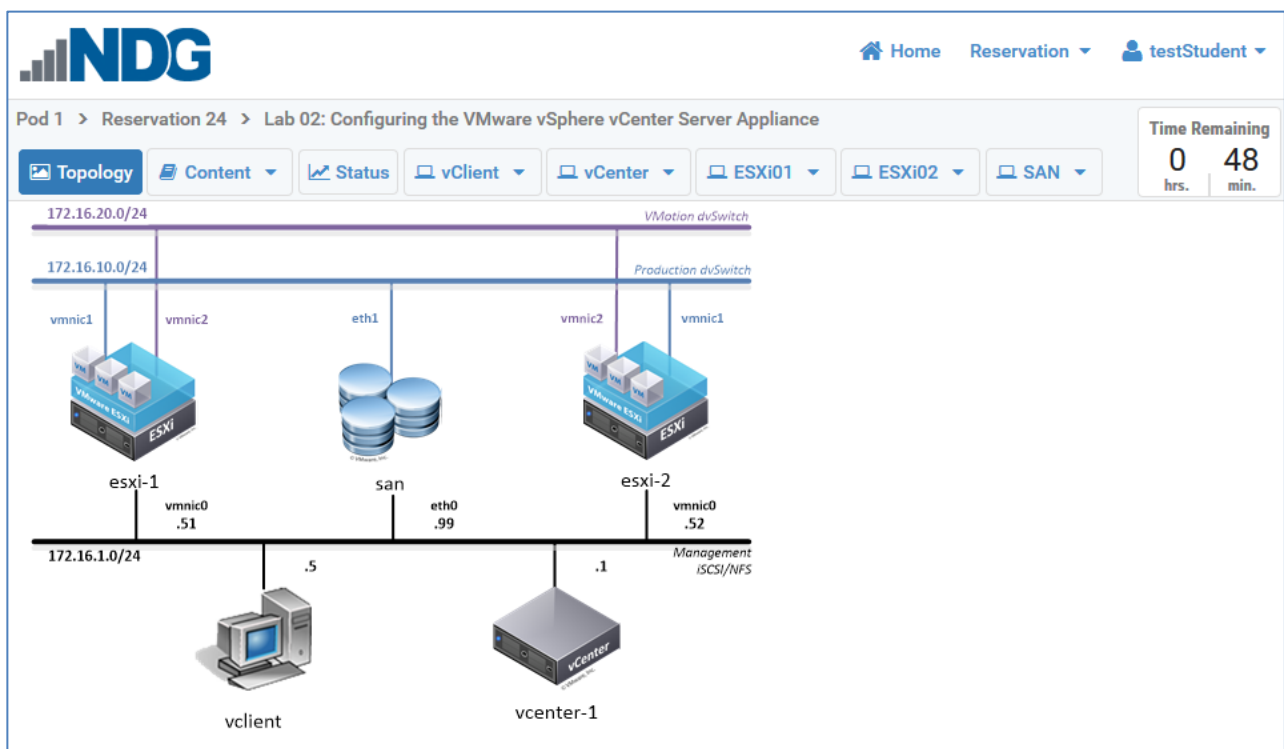 NDG
Home Reservation testStudent
Pod 1 > Reservation 24 > Lab 02: Configuring the VMware vSphere vCenter Server Appliance
Time Remaining
0 48
hrs. min.
Topology Content Status vClient vCenter ESXi01 ESXi02 SAN
172.16.20.0/24 VMotion dvSwitch
172.16.10.0/24 Production dvSwitch
vmnic1 vmnic2 eth1 vmnic2 vmnic1
VM VM VM VM VM VM
VMware ESXi VMware ESXi
ESXi ESXi
© VMware, Inc.
esxi-1 san esxi-2
vmnic0 eth0 vmnic0
.51 .99 .52
172.16.1.0/24 Management
iSCSI/NFS
.5 .1
vCenter
© VMware, Inc.
vclient vcenter-1